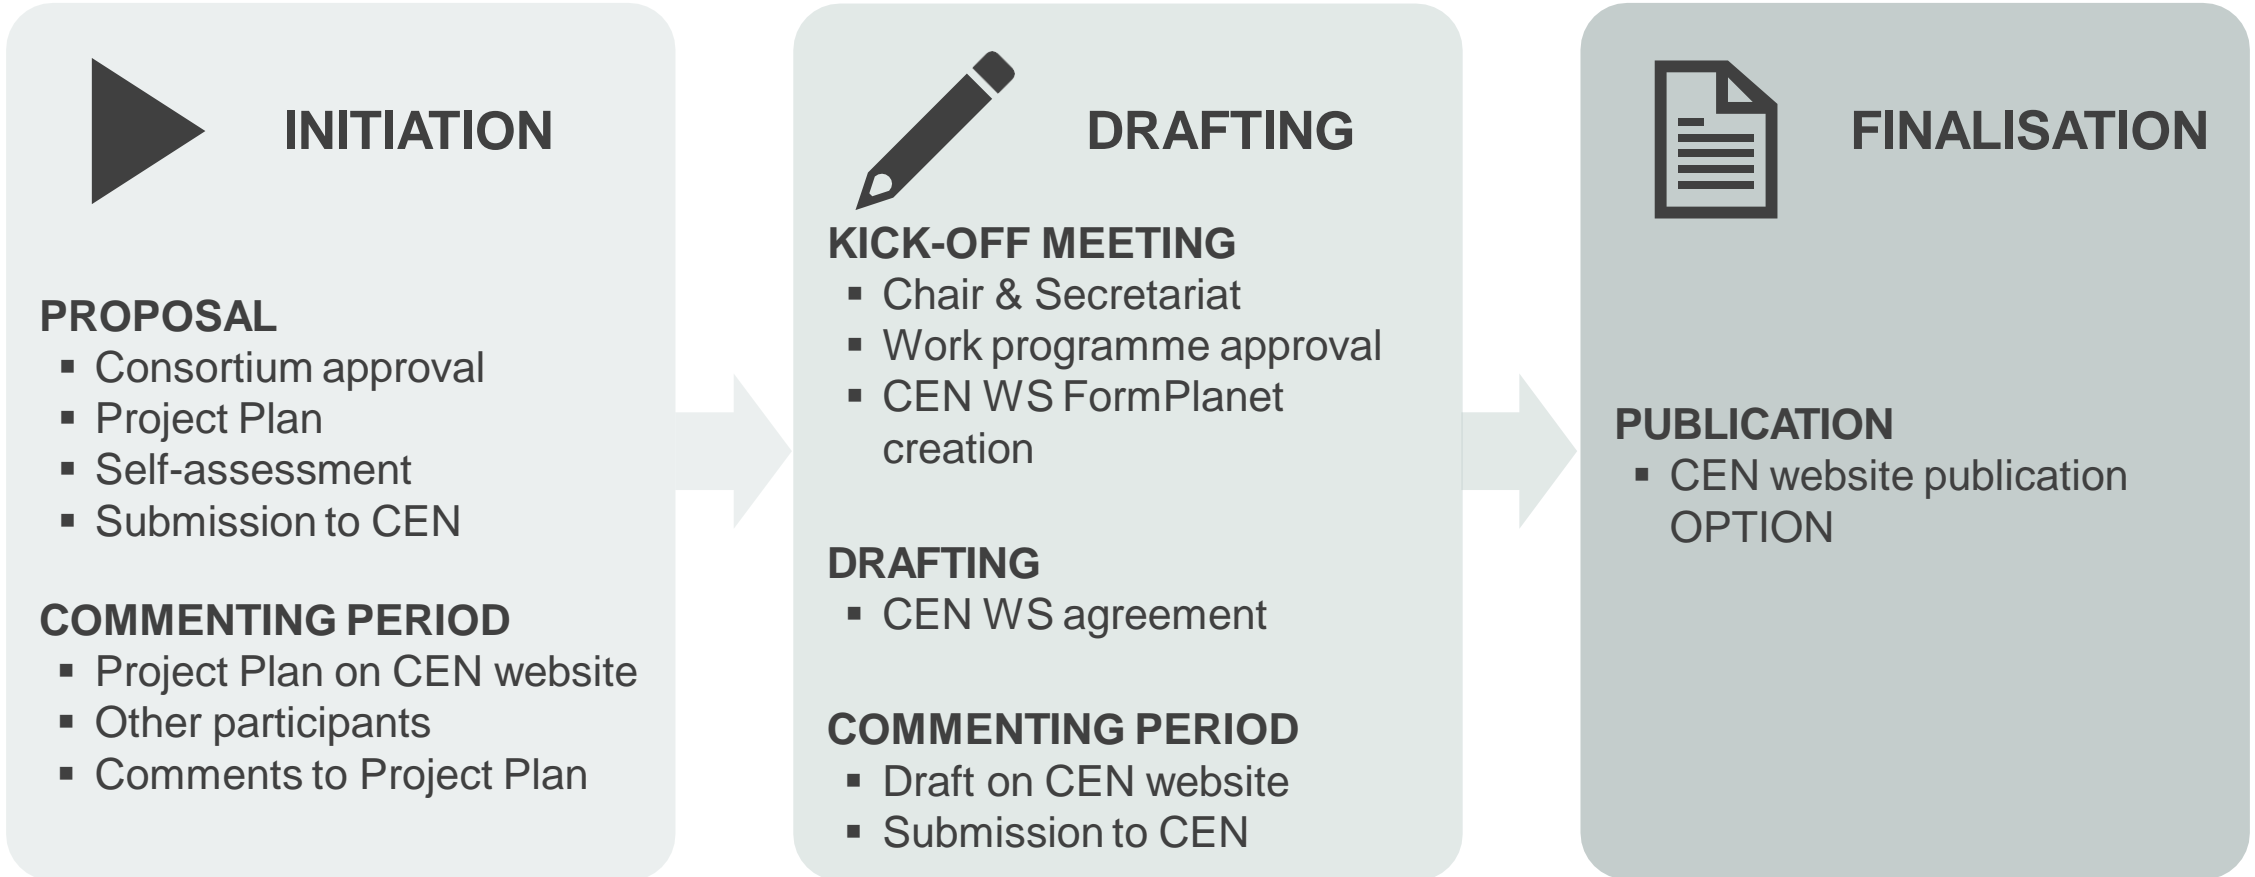 INITIATION
PROPOSAL
▪ Consortium approval
▪ Project Plan
▪ Self-assessment
▪ Submission to CEN
COMMENTING PERIOD
▪ Project Plan on CEN website
▪ Other participants
▪ Comments to Project Plan
DRAFTING
KICK-OFF MEETING
▪ Chair & Secretariat
▪ Work programme approval
▪ CEN WS FormPlanet
creation
DRAFTING
▪ CEN WS agreement
COMMENTING PERIOD
▪ Draft on CEN website
▪ Submission to CEN
FINALISATION
PUBLICATION
▪ CEN website publication
OPTION